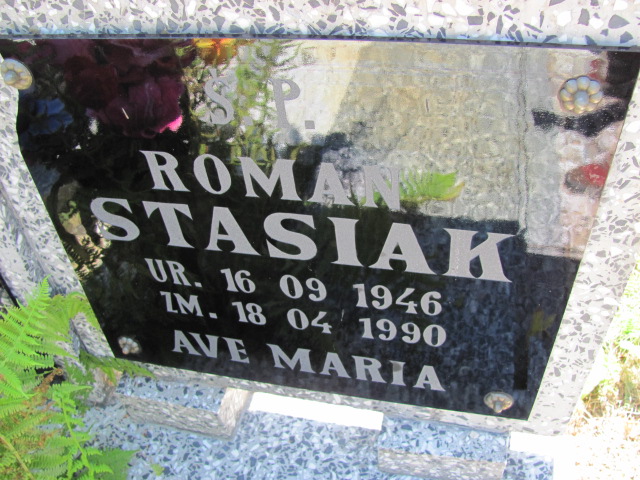 Ś.P.
ROMAN
STASIAK
UR. 16 09 1946
ZM. 18 04 1990
AVE MARIA